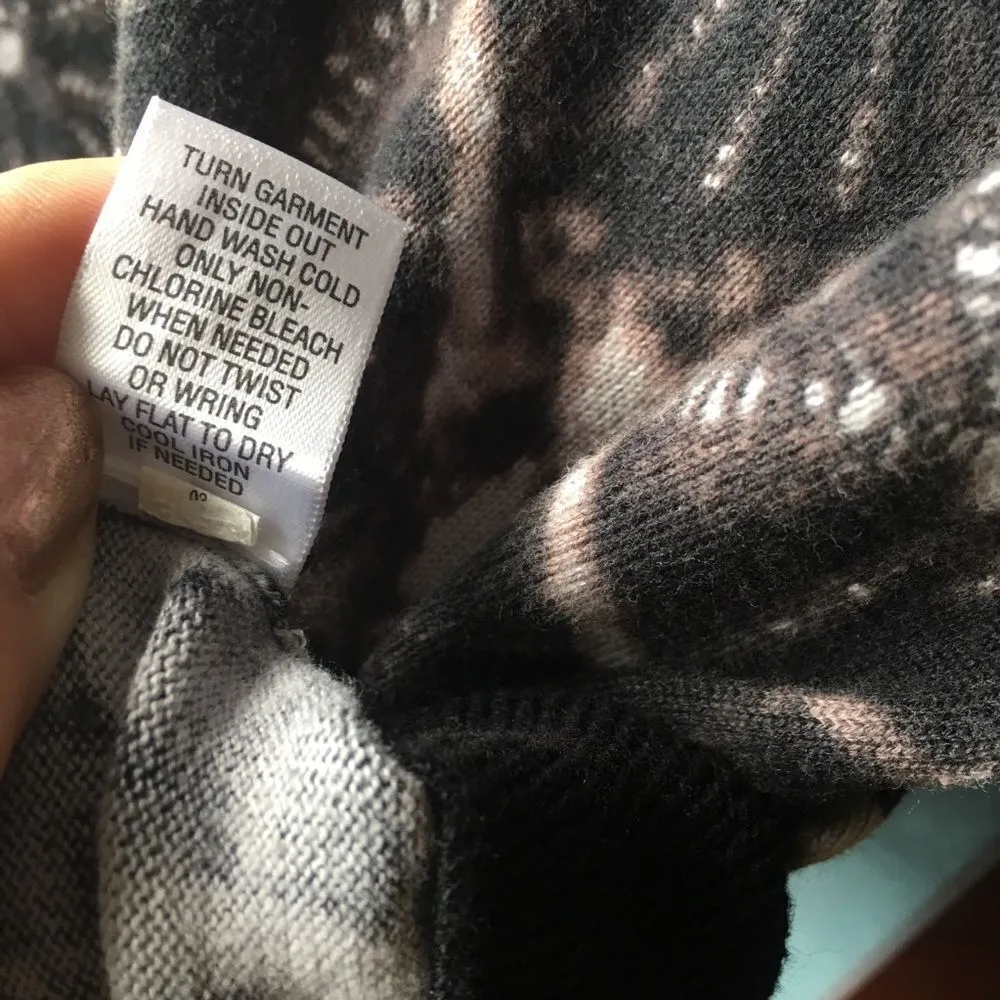 TURN GARMENT
INSIDE OUT
HAND WASH COLD
ONLY NON-
CHLORINE BLEACH
WHEN NEEDED
DO NOT TWIST
OR WRING
LAY FLAT TO DRY
COOL IRON
IF NEEDED